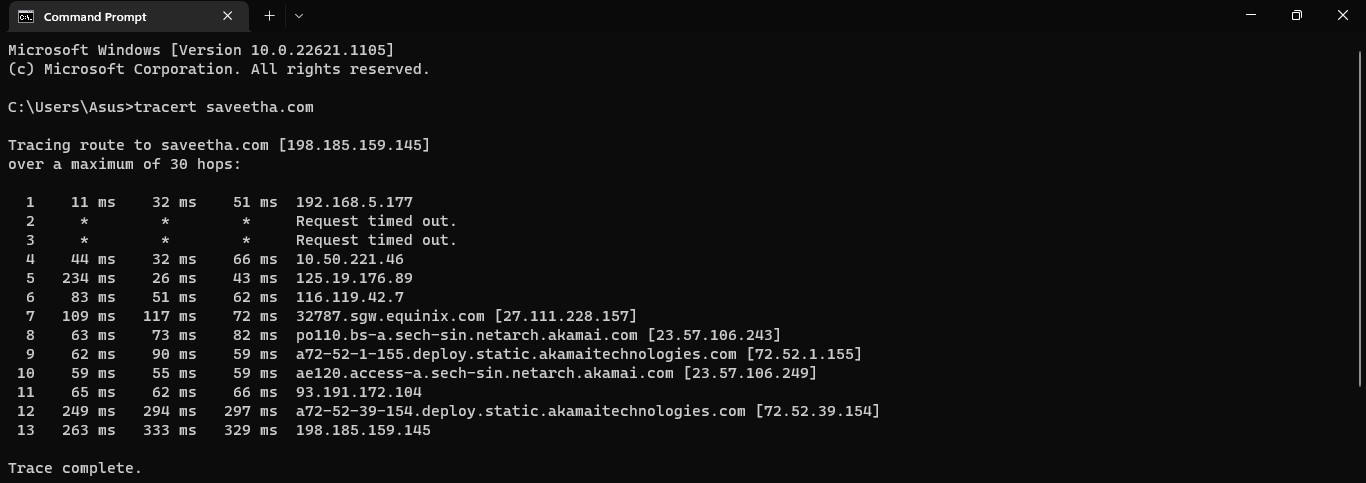 Command Prompt
Microsoft Windows [Version 10.0.22621.1105]
(c) Microsoft Corporation. All rights reserved.
C:\Users\Asus>tracert saveetha.com
Tracing route to saveetha.com [198.185.159.145]
over a maximum of 30 hops:
1 11 ms 32 ms 51 ms 192.168.5.177
2 * * * Request timed out.
3 * * * Request timed out.
4 44 ms 32 ms 66 ms 10.50.221.46
5 234 ms 26 ms 43 ms 125.19.176.89
6 83 ms 51 ms 62 ms 116.119.42.7
7 109 ms 117 ms 72 ms 32787.sgw.equinix.com [27.111.228.157]
8 63 ms 73 ms 82 ms po110.bs-a.sech-sin.netarch.akamai.com [23.57.106.243]
9 62 ms 90 ms 59 ms a72-52-1-155.deploy.static.akamaitechnologies.com [72.52.1.155]
10 59 ms 55 ms 59 ms ae120.access-a.sech-sin.netarch.akamai.com [23.57.106.249]
11 65 ms 62 ms 66 ms 93.191.172.104
12 249 ms 294 ms 297 ms a72-52-39-154.deploy.static.akamaitechnologies.com [72.52.39.154]
13 263 ms 333 ms 329 ms 198.185.159.145
Trace complete.